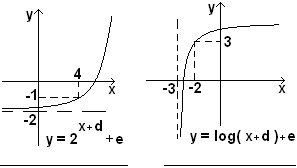 y
4
x
-1
-2
y = 2^x+d +e
y
3
-3
-2
x
y = log( x + d )+e